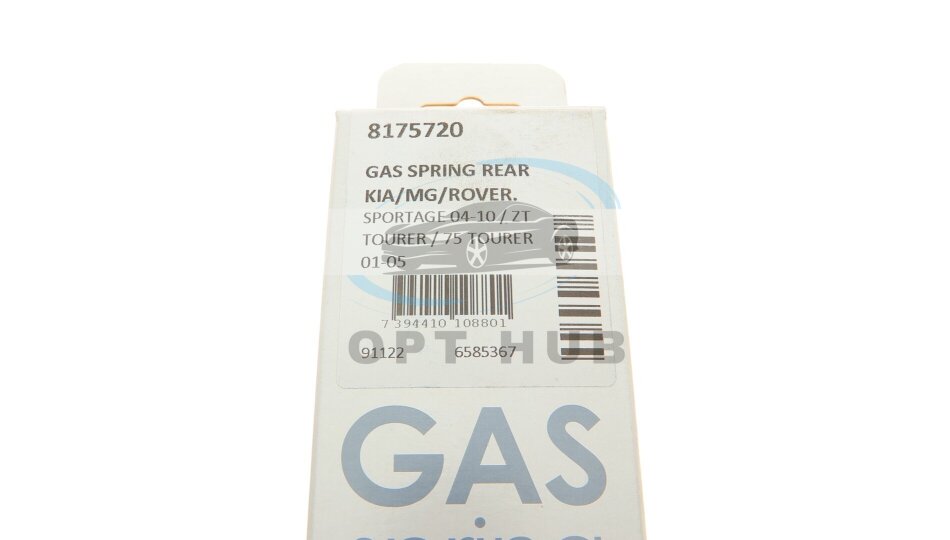 8175720
GAS SPRING REAR
KIA/MG/ROVER.
SPORTAGE 04-10 / ZT
TOURER / 75 TOURER
01-05
7 394410 108801
OPT HUB
91122 6585367
GAS